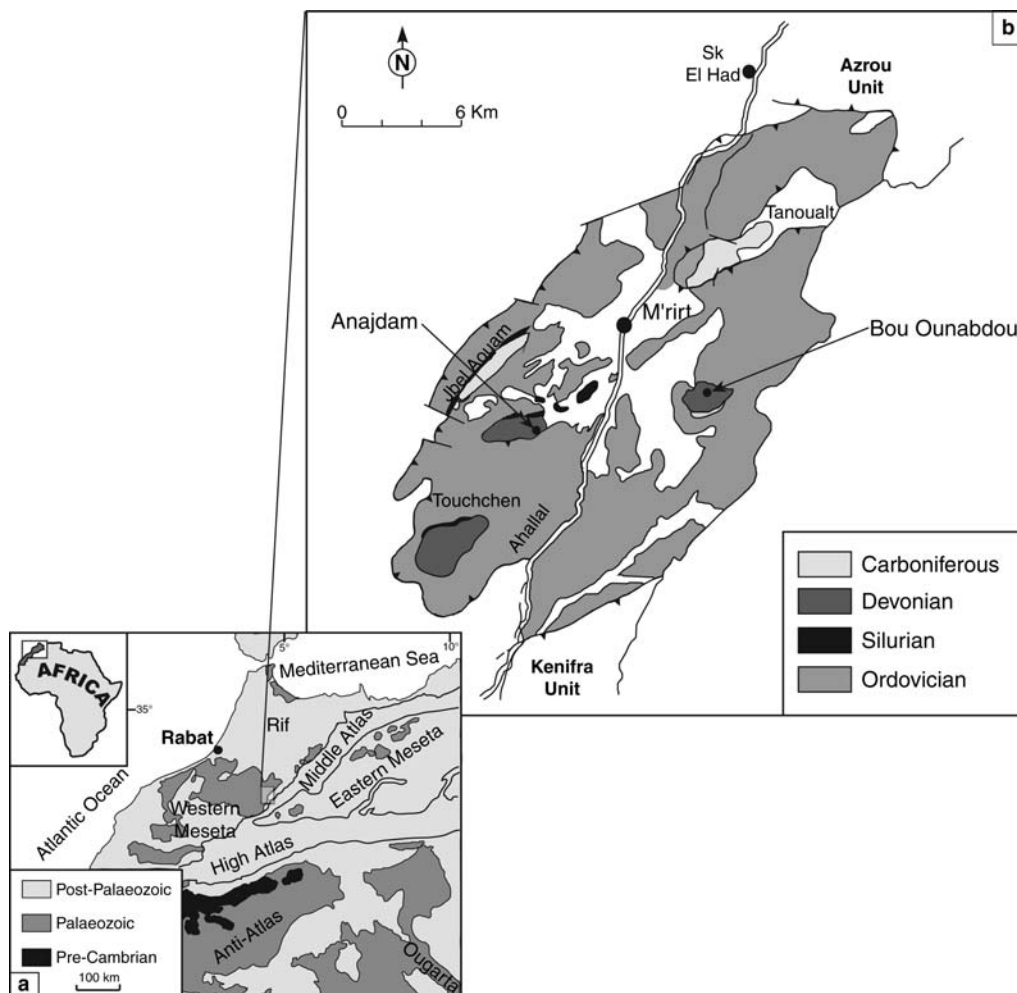 b
N
0
6 Km
Sk
El Had
Azrou
Unit
Tanoualt
M'rirt
Anajdam
Bou Ounabdou
Jbel Aouam
Touchchen
Ahallal
Kenifra
Unit
Carboniferous
Devonian
Silurian
Ordovician
AFRICA
5°
10°
35°
Mediterranean Sea
Rif
Rabat
Middle Atlas
Eastern Meseta
Atlantic Ocean
Western
Meseta
High Atlas
Anti-Atlas
Ougarta
Post-Palaeozoic
Palaeozoic
Pre-Cambrian
a
100 km